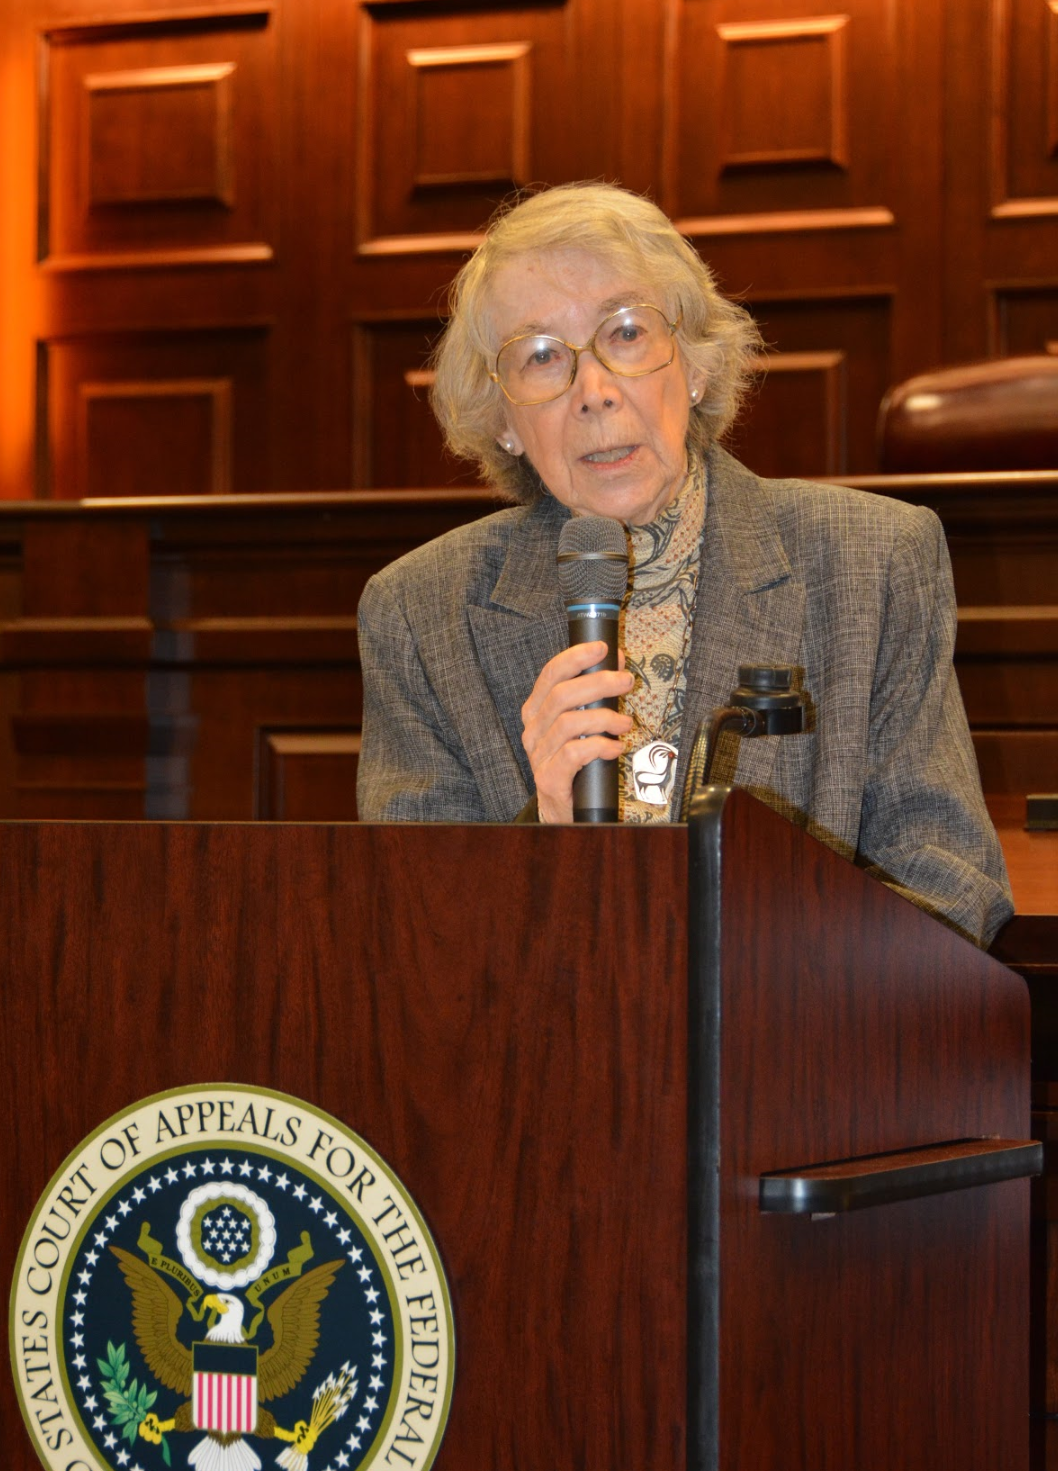 D STATES COURT OF APPEALS FOR THE FEDERAL
E PLURIBUS
UNUM